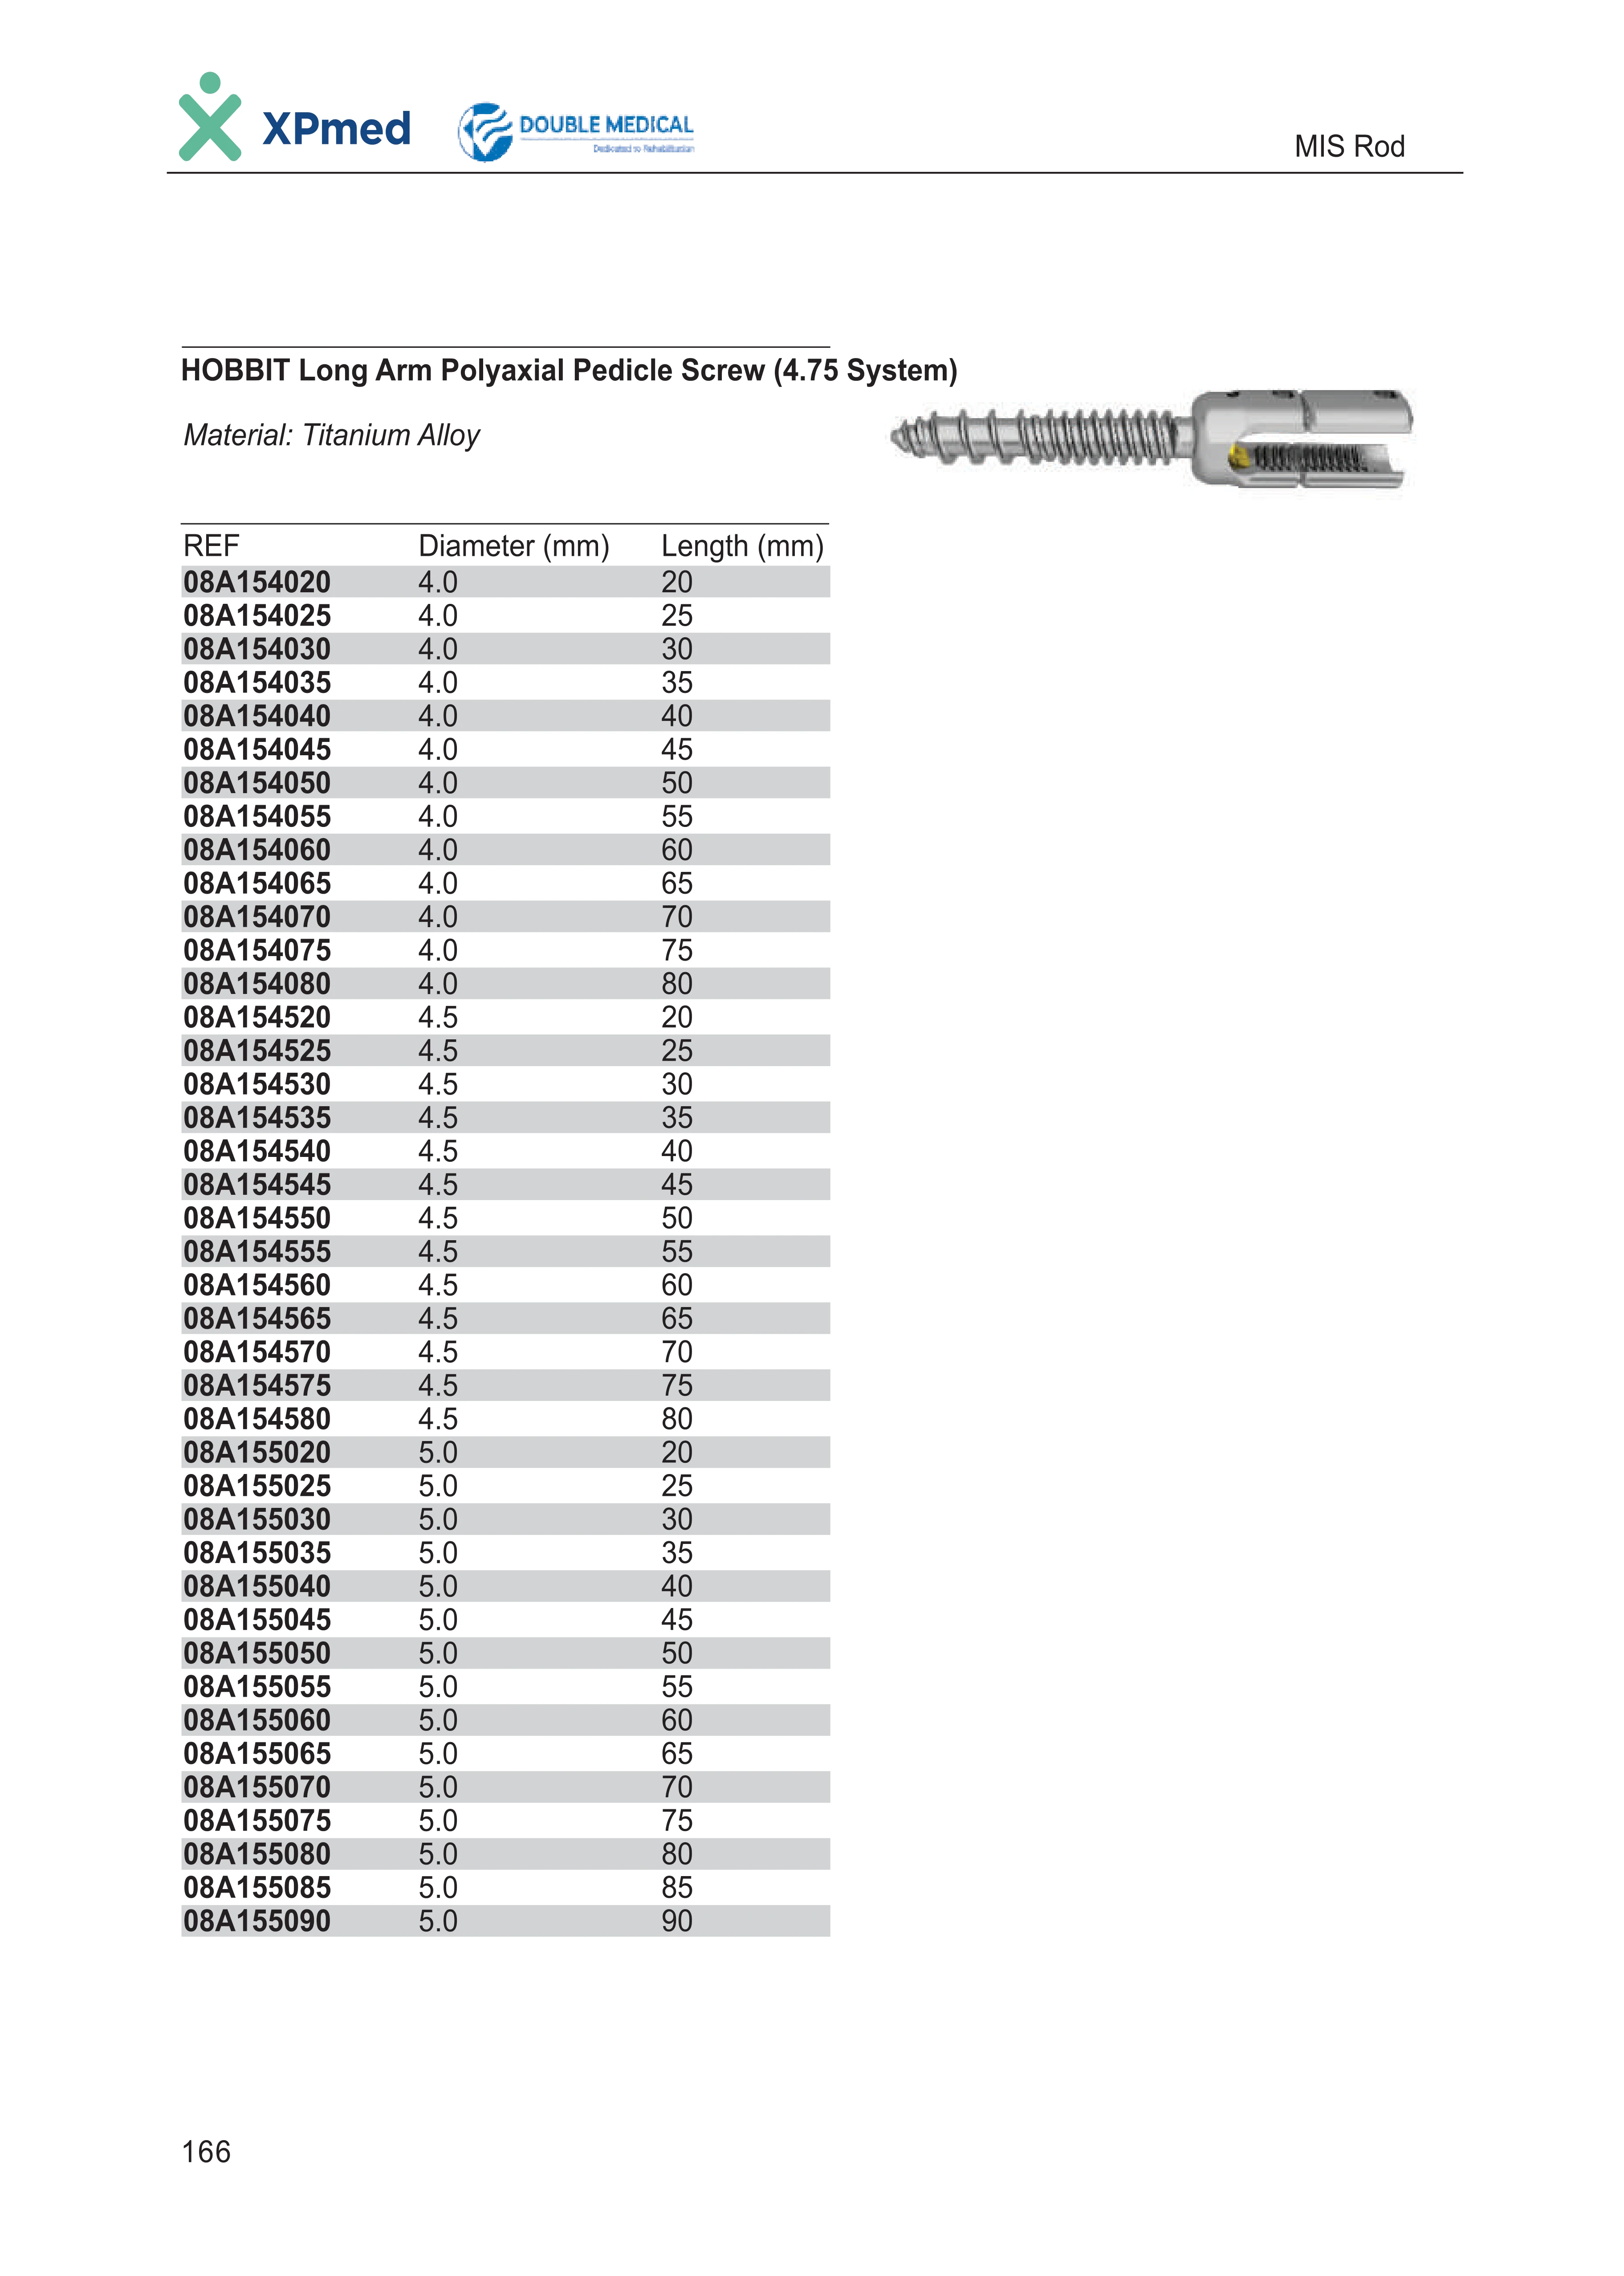 XPmed
DOUBLE MEDICAL
Dedicated to Rehabilitation
MIS Rod
HOBBIT Long Arm Polyaxial Pedicle Screw (4.75 System)
Material: Titanium Alloy
REF Diameter (mm) Length (mm)
08A154020 4.0 20
08A154025 4.0 25
08A154030 4.0 30
08A154035 4.0 35
08A154040 4.0 40
08A154045 4.0 45
08A154050 4.0 50
08A154055 4.0 55
08A154060 4.0 60
08A154065 4.0 65
08A154070 4.0 70
08A154075 4.0 75
08A154080 4.0 80
08A154520 4.5 20
08A154525 4.5 25
08A154530 4.5 30
08A154535 4.5 35
08A154540 4.5 40
08A154545 4.5 45
08A154550 4.5 50
08A154555 4.5 55
08A154560 4.5 60
08A154565 4.5 65
08A154570 4.5 70
08A154575 4.5 75
08A154580 4.5 80
08A155020 5.0 20
08A155025 5.0 25
08A155030 5.0 30
08A155035 5.0 35
08A155040 5.0 40
08A155045 5.0 45
08A155050 5.0 50
08A155055 5.0 55
08A155060 5.0 60
08A155065 5.0 65
08A155070 5.0 70
08A155075 5.0 75
08A155080 5.0 80
08A155085 5.0 85
08A155090 5.0 90
166